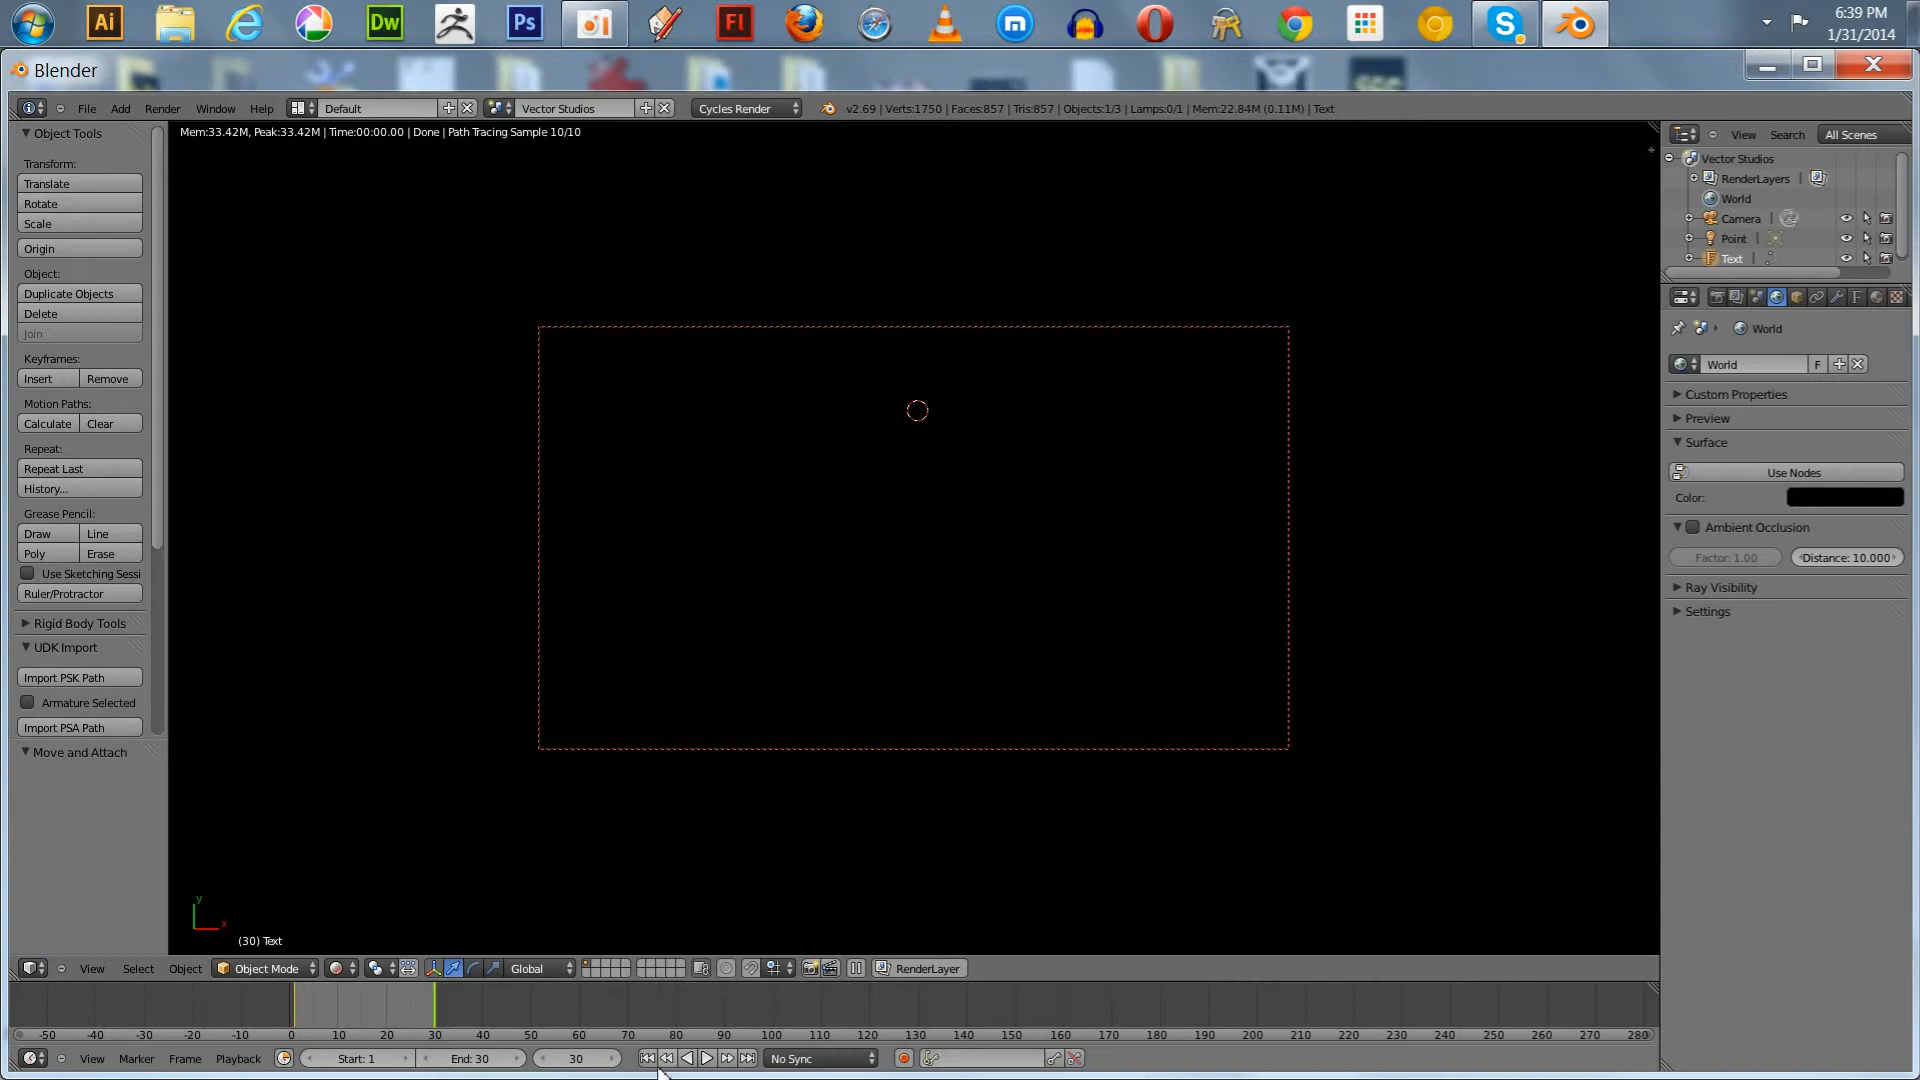 Ai
Dw
Ps
Fl
6:39 PM
1/31/2014
Blender
File Add Render Window Help Default Vector Studios Cycles Render v2.69 | Verts:1750 | Faces:857 | Tris:857 | Objects:1/3 | Lamps:0/1 | Mem:22.84M (0.11M) | Text
Mem:33.42M, Peak:33.42M | Time:00:00.00 | Done | Path Tracing Sample 10/10
Object Tools
Transform:
Translate
Rotate
Scale
Origin
Object:
Duplicate Objects
Delete
Join
Keyframes:
Insert Remove
Motion Paths:
Calculate Clear
Repeat:
Repeat Last
History...
Grease Pencil:
Draw Line
Poly Erase
Use Sketching Sessi
Ruler/Protractor
Rigid Body Tools
UDK Import
Import PSK Path
Armature Selected
Import PSA Path
Move and Attach
y
x
(30) Text
View Search All Scenes
Vector Studios
RenderLayers
World
Camera
Point
Text
World
World F
Custom Properties
Preview
Surface
Use Nodes
Color:
Ambient Occlusion
Factor: 1.00 Distance: 10.000
Ray Visibility
Settings
View Select Object Object Mode Global RenderLayer
-50 -40 -30 -20 -10 0 10 20 30 40 50 60 70 80 90 100 110 120 130 140 150 160 170 180 190 200 210 220 230 240 250 260 270 280
View Marker Frame Playback Start: 1 End: 30 30 No Sync